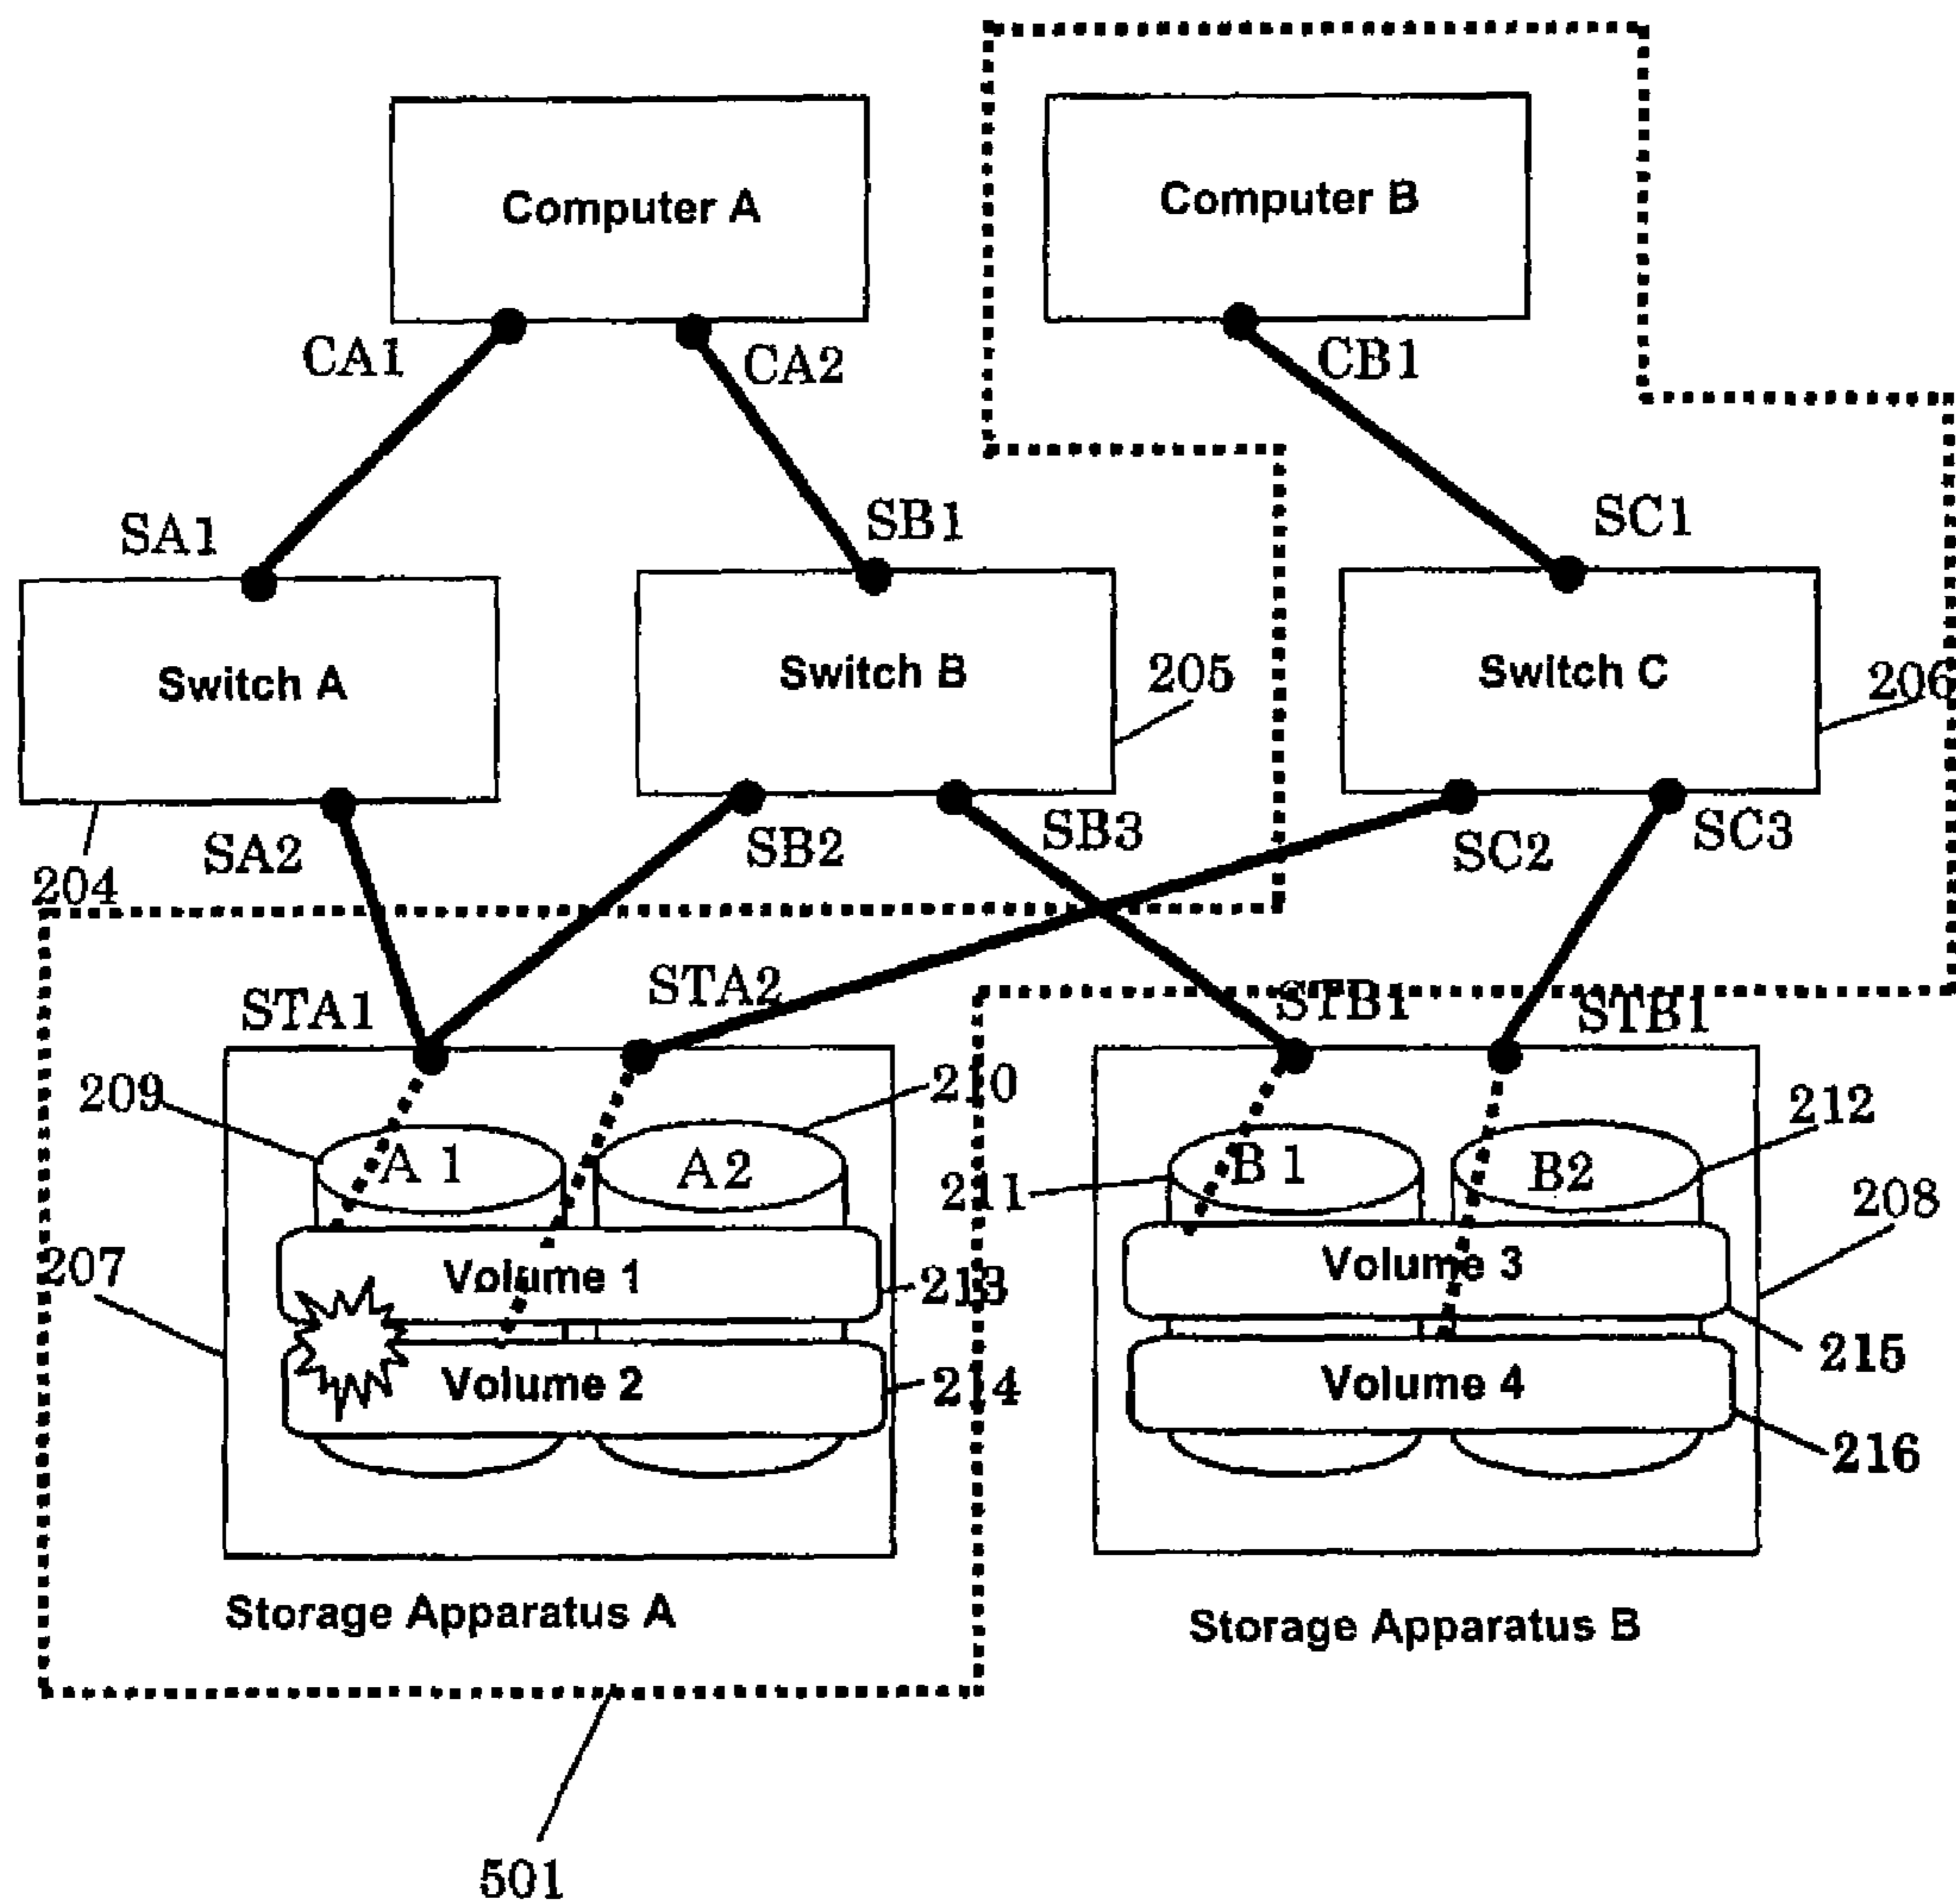 Computer A
Computer B
CA1
CA2
CB1
SA1
SB1
SC1
Switch A
Switch B
Switch C
205
206
204
SA2
SB2
SB3
SC2
SC3
STA1
STA2
STB1
STB1
209
210
211
212
A 1
A2
B 1
B2
207
208
Volume 1
213
Volume 3
215
Volume 2
214
Volume 4
216
Storage Apparatus A
Storage Apparatus B
501